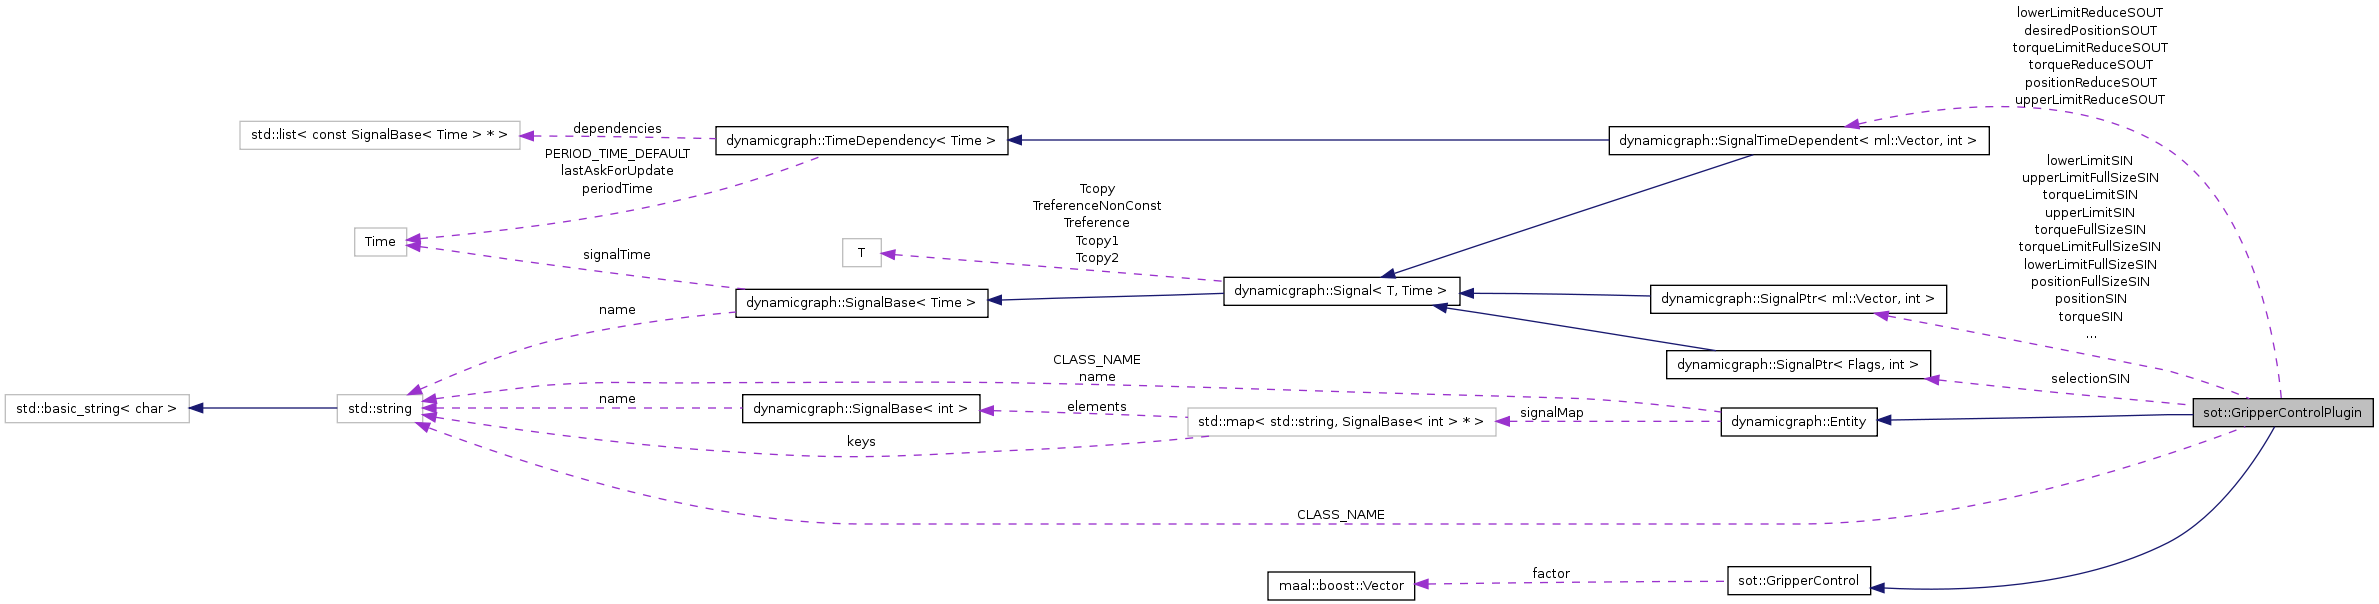 lowerLimitReduceSOUT
desiredPositionSOUT
torqueLimitReduceSOUT
torqueReduceSOUT
positionReduceSOUT
upperLimitReduceSOUT
std::list< const SignalBase< Time > * >
dependencies
dynamicgraph::TimeDependency< Time >
dynamicgraph::SignalTimeDependent< ml::Vector, int >
PERIOD_TIME_DEFAULT
lastAskForUpdate
periodTime
lowerLimitSIN
upperLimitFullSizeSIN
torqueLimitSIN
upperLimitSIN
torqueFullSizeSIN
torqueLimitFullSizeSIN
lowerLimitFullSizeSIN
positionFullSizeSIN
positionSIN
torqueSIN
...
Tcopy
TreferenceNonConst
Treference
Tcopy1
Tcopy2
Time
signalTime
T
dynamicgraph::SignalBase< Time >
dynamicgraph::Signal< T, Time >
dynamicgraph::SignalPtr< ml::Vector, int >
name
dynamicgraph::SignalPtr< Flags, int >
selectionSIN
CLASS_NAME
name
std::basic_string< char >
std::string
name
dynamicgraph::SignalBase< int >
elements
std::map< std::string, SignalBase< int > * >
signalMap
dynamicgraph::Entity
sot::GripperControlPlugin
keys
CLASS_NAME
maal::boost::Vector
factor
sot::GripperControl